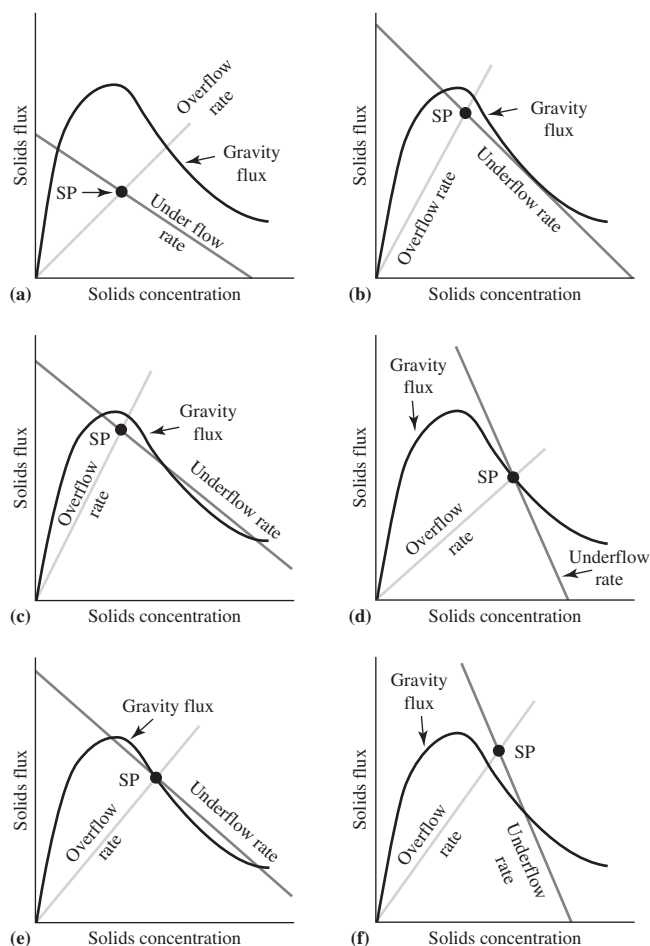 Solids flux
Overflow
rate
Gravity
flux
SP
Under flow
rate
(a)
Solids concentration
Solids flux
SP
Gravity
flux
Overflow rate
Underflow rate
(b)
Solids concentration
Solids flux
SP
Gravity
flux
Overflow
rate
Underflow rate
(c)
Solids concentration
Solids flux
Gravity
flux
SP
Overflow
rate
Underflow
rate
(d)
Solids concentration
Solids flux
Gravity flux
SP
Overflow
rate
Underflow rate
(e)
Solids concentration
Solids flux
Gravity
flux
SP
Overflow
rate
Underflow
rate
(f)
Solids concentration